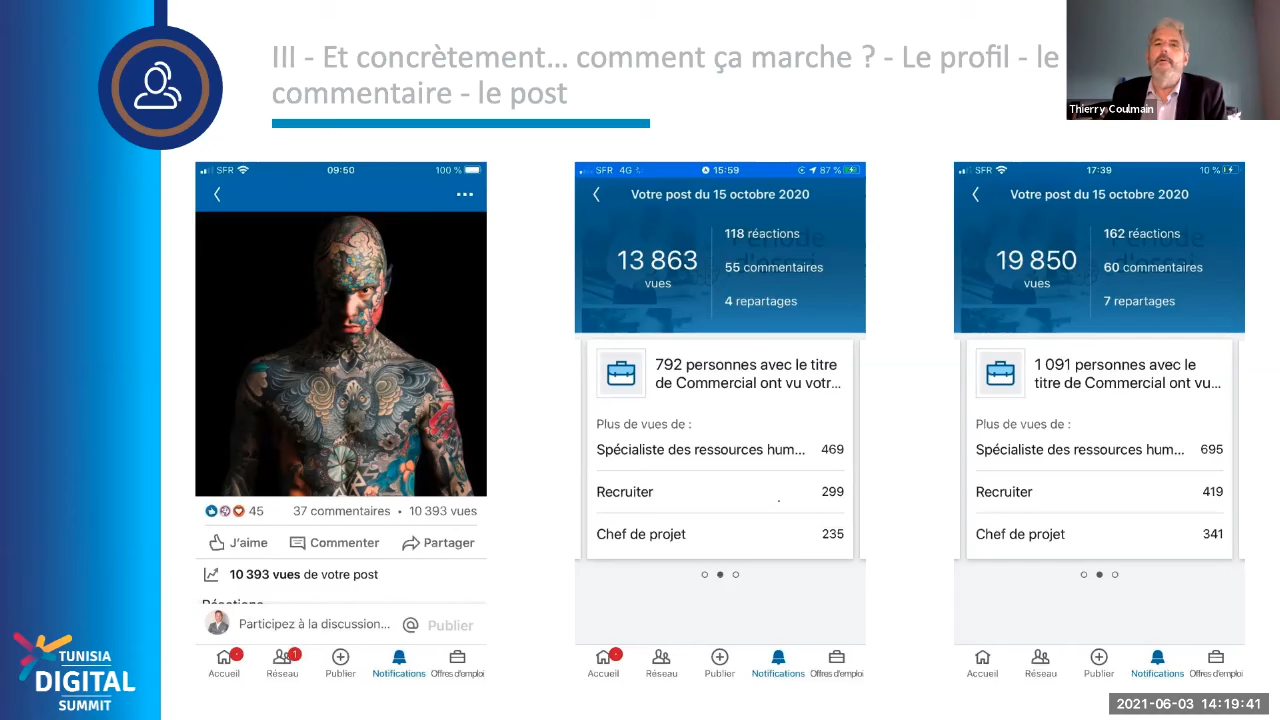 III - Et concrètement... comment ça marche ? - Le profil - le
commentaire - le post
Thierry Coulmain
SFR
09:50
100 %
45
37 commentaires • 10 393 vues
J'aime
Commenter
Partager
10 393 vues de votre post
Réactions
Participez à la discussion...
@
Publier
1
Accueil
Réseau
Publier
Notifications
Offres d'emploi
SFR 4G
15:59
87 %
Votre post du 15 octobre 2020
13 863
vues
118 réactions
55 commentaires
4 repartages
792 personnes avec le titre
de Commercial ont vu votr...
Plus de vues de :
Spécialiste des ressources hum... 469
Recruiter 299
Chef de projet 235
Accueil
Réseau
Publier
Notifications
Offres d'emploi
SFR
17:39
10 %
Votre post du 15 octobre 2020
19 850
vues
162 réactions
60 commentaires
7 repartages
1 091 personnes avec le
titre de Commercial ont vu...
Plus de vues de :
Spécialiste des ressources hum... 695
Recruiter 419
Chef de projet 341
Accueil
Réseau
Publier
Notifications
Offres d'emploi
TUNISIA
DIGITAL
SUMMIT
2021-06-03 14:19:41